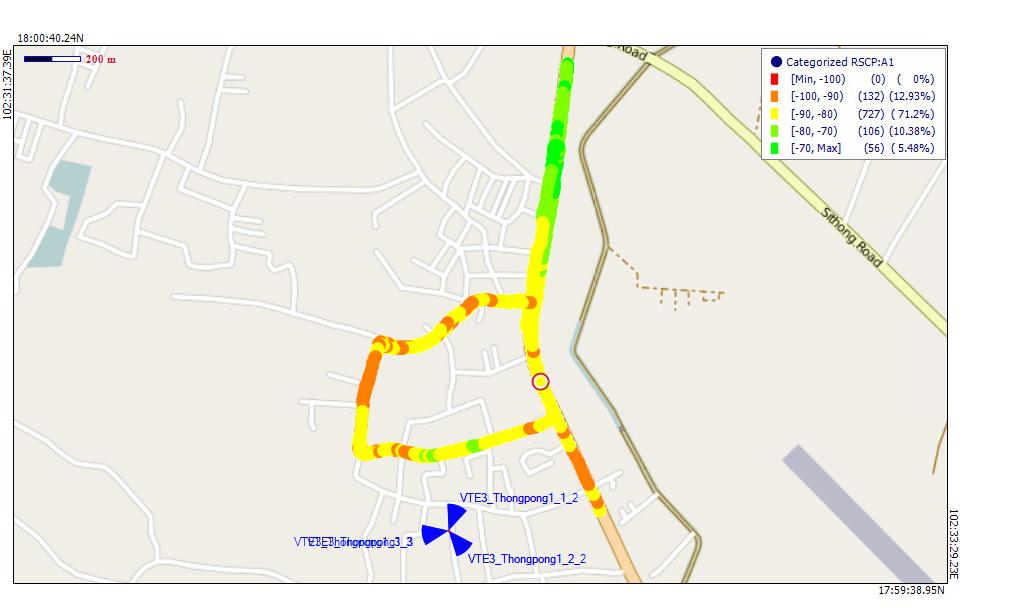 18:00:40.24N
102:31:37.39E
200 m
Road
Categorized RSCP:A1
[Min, -100) (0) ( 0%)
[-100, -90) (132) (12.93%)
[-90, -80) (727) ( 71.2%)
[-80, -70) (106) (10.38%)
[-70, Max] (56) ( 5.48%)
Sithong Road
VTE3_Thongpong1_1_2
3_3
VTE3_Thongpong1_2_2
102:33:29.23E
17:59:38.95N